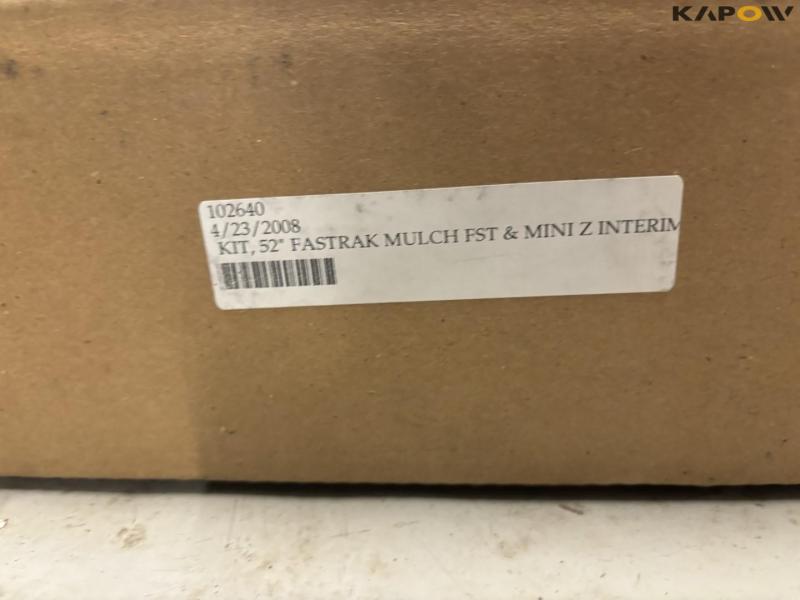 KAPOW
102640
4/23/2008
KIT, 52" FASTRAK MULCH FST & MINI Z INTERIM